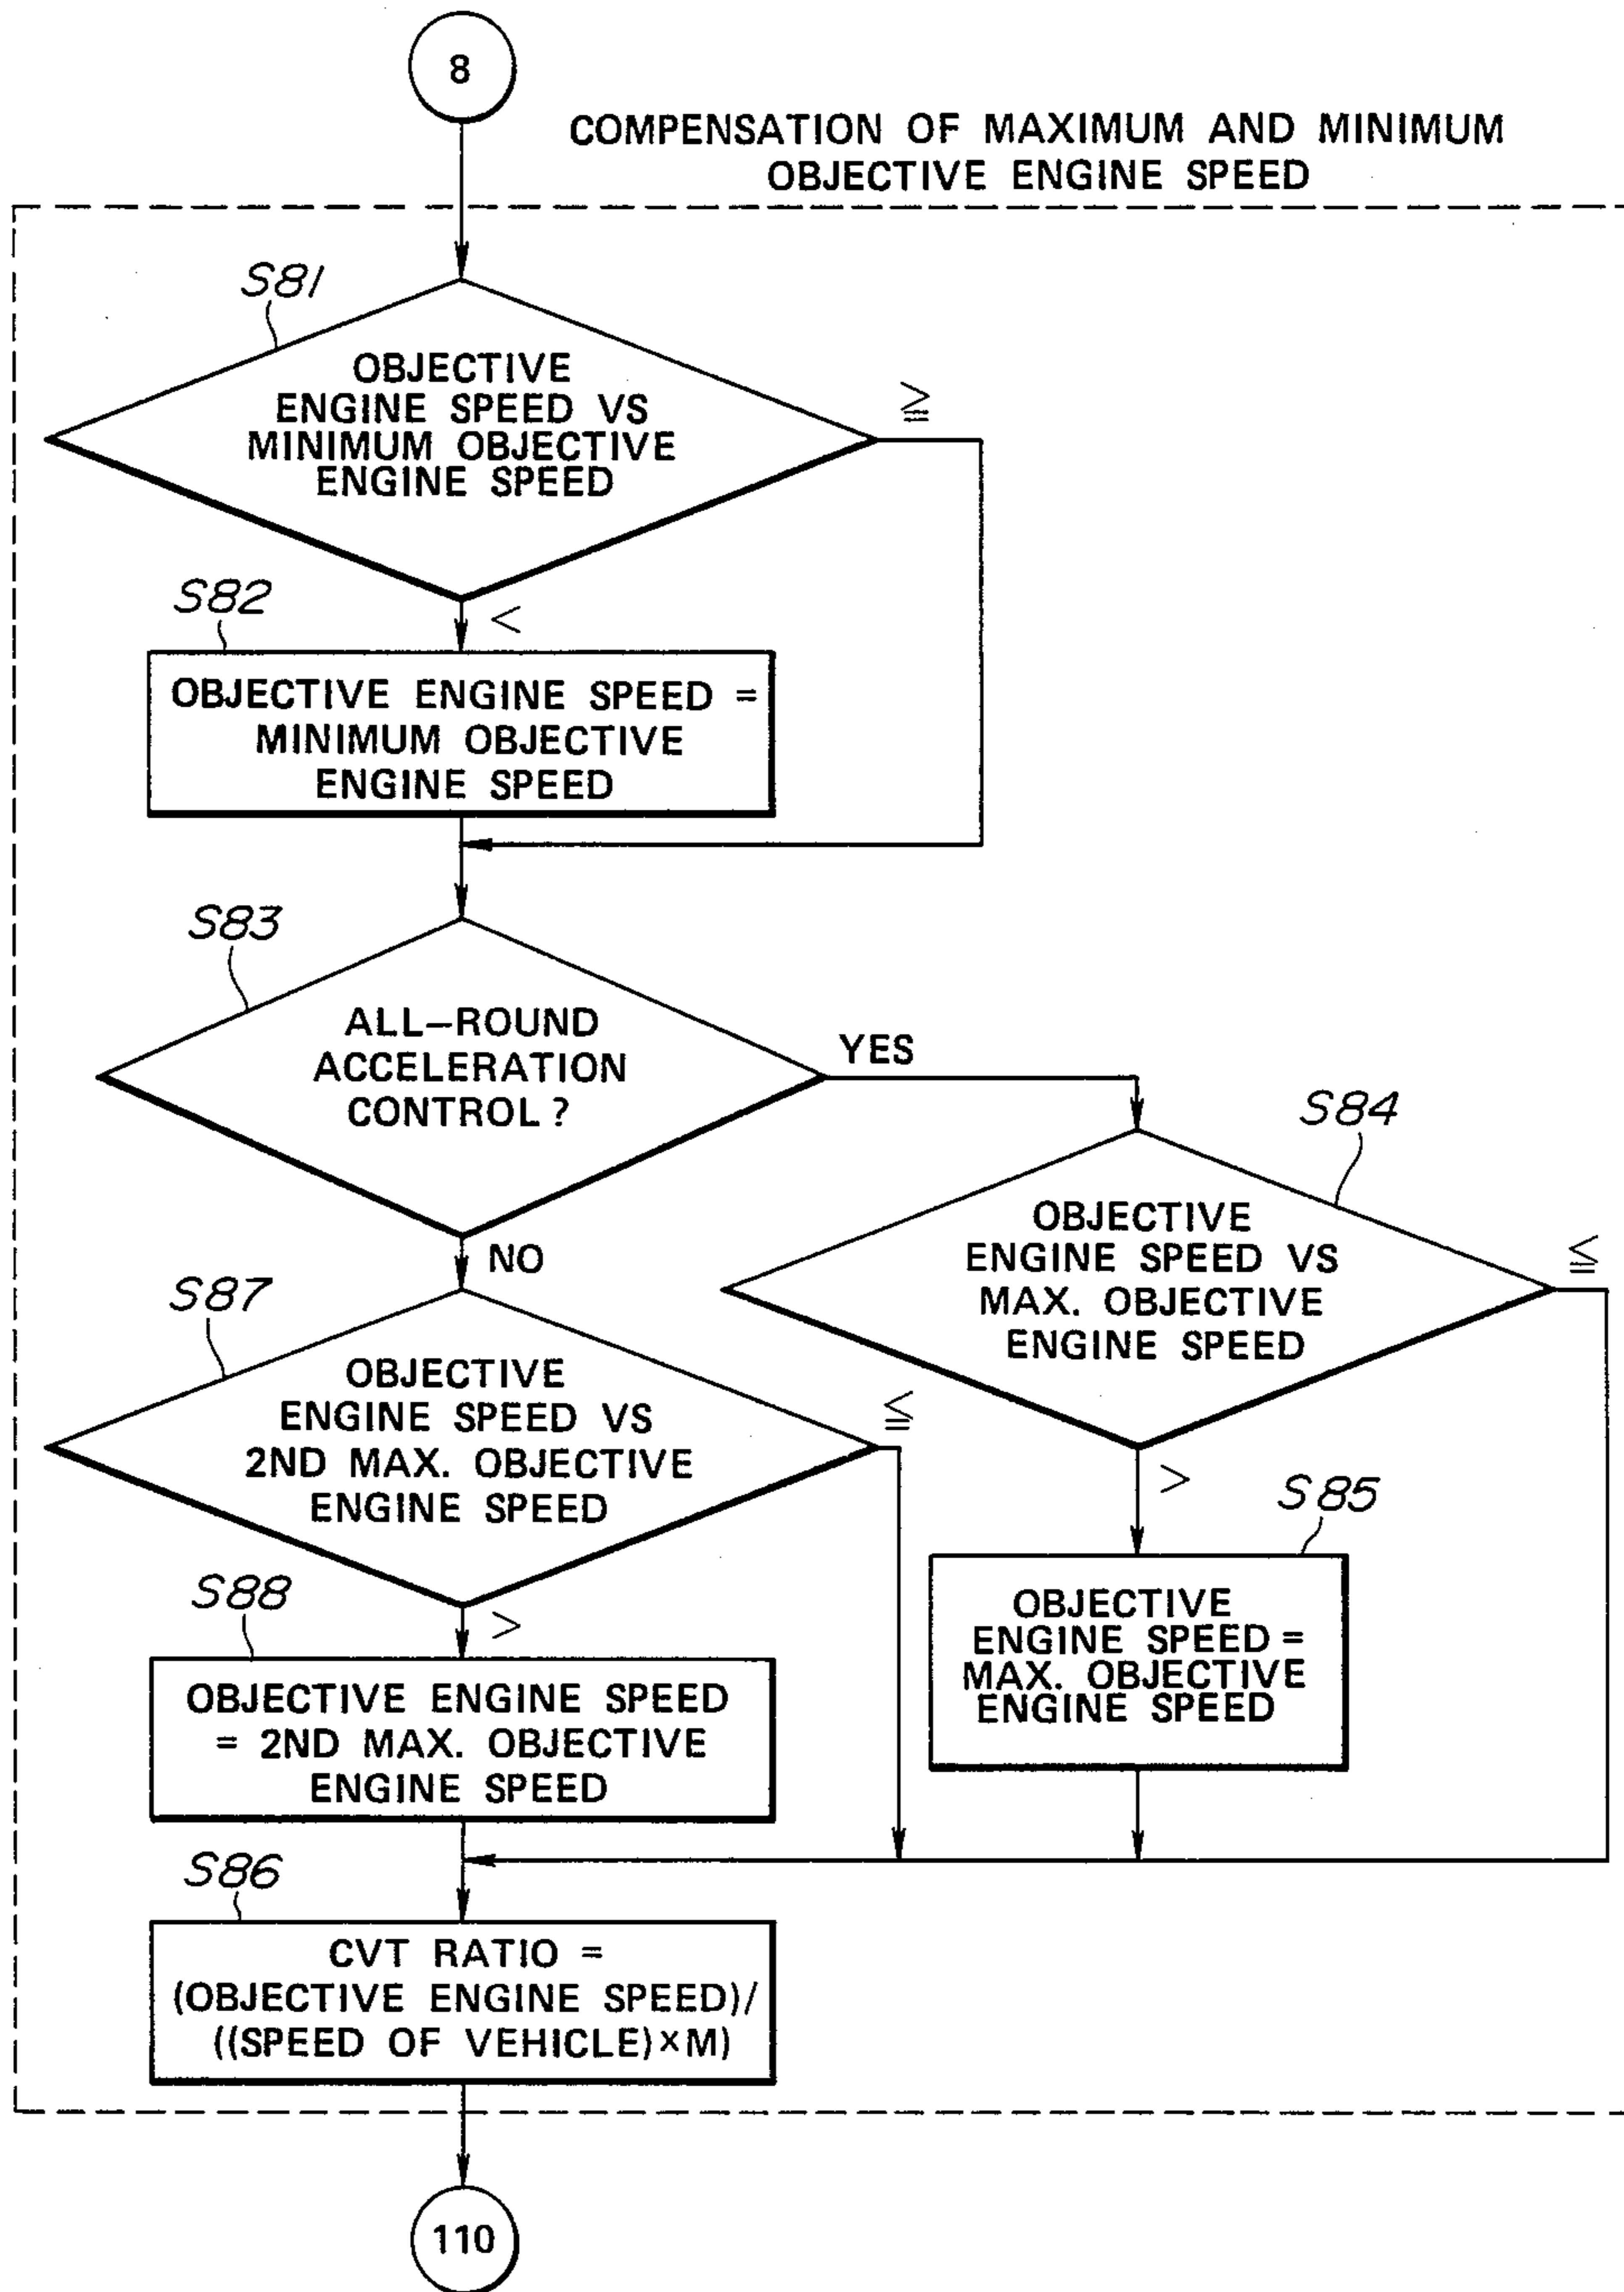 8
COMPENSATION OF MAXIMUM AND MINIMUM
OBJECTIVE ENGINE SPEED
S81
OBJECTIVE
ENGINE SPEED VS
MINIMUM OBJECTIVE
ENGINE SPEED
≧
<
S82
OBJECTIVE ENGINE SPEED =
MINIMUM OBJECTIVE
ENGINE SPEED
S83
ALL-ROUND
ACCELERATION
CONTROL?
YES
NO
S84
OBJECTIVE
ENGINE SPEED VS
MAX. OBJECTIVE
ENGINE SPEED
≦
>
S85
OBJECTIVE
ENGINE SPEED =
MAX. OBJECTIVE
ENGINE SPEED
S87
OBJECTIVE
ENGINE SPEED VS
2ND MAX. OBJECTIVE
ENGINE SPEED
≦
>
S88
OBJECTIVE ENGINE SPEED
= 2ND MAX. OBJECTIVE
ENGINE SPEED
S86
CVT RATIO =
(OBJECTIVE ENGINE SPEED)/
((SPEED OF VEHICLE)×M)
110